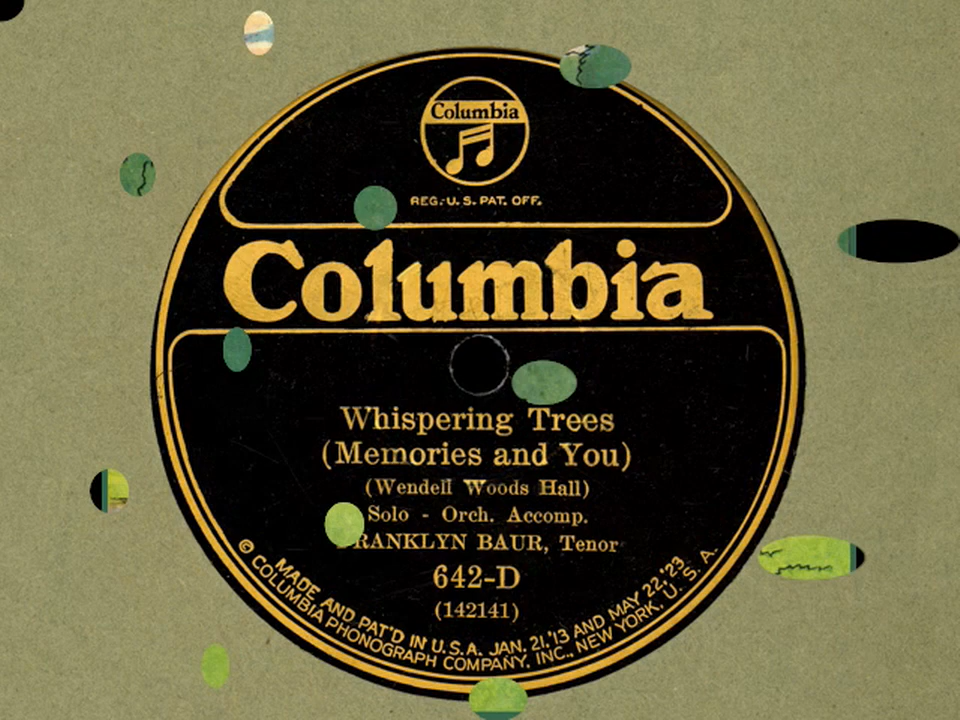 Columbia
REG. U. S. PAT. OFF.
Columbia
Whispering Trees
(Memories and You)
(Wendell Woods Hall)
Solo - Orch. Accomp.
RANKLYN BAUR, Tenor
642-D
(142141)
MADE AND PAT'D IN U.S.A. JAN. 21,'13 AND MAY 22,'23
© COLUMBIA PHONOGRAPH COMPANY, INC., NEW YORK, U. S. A.